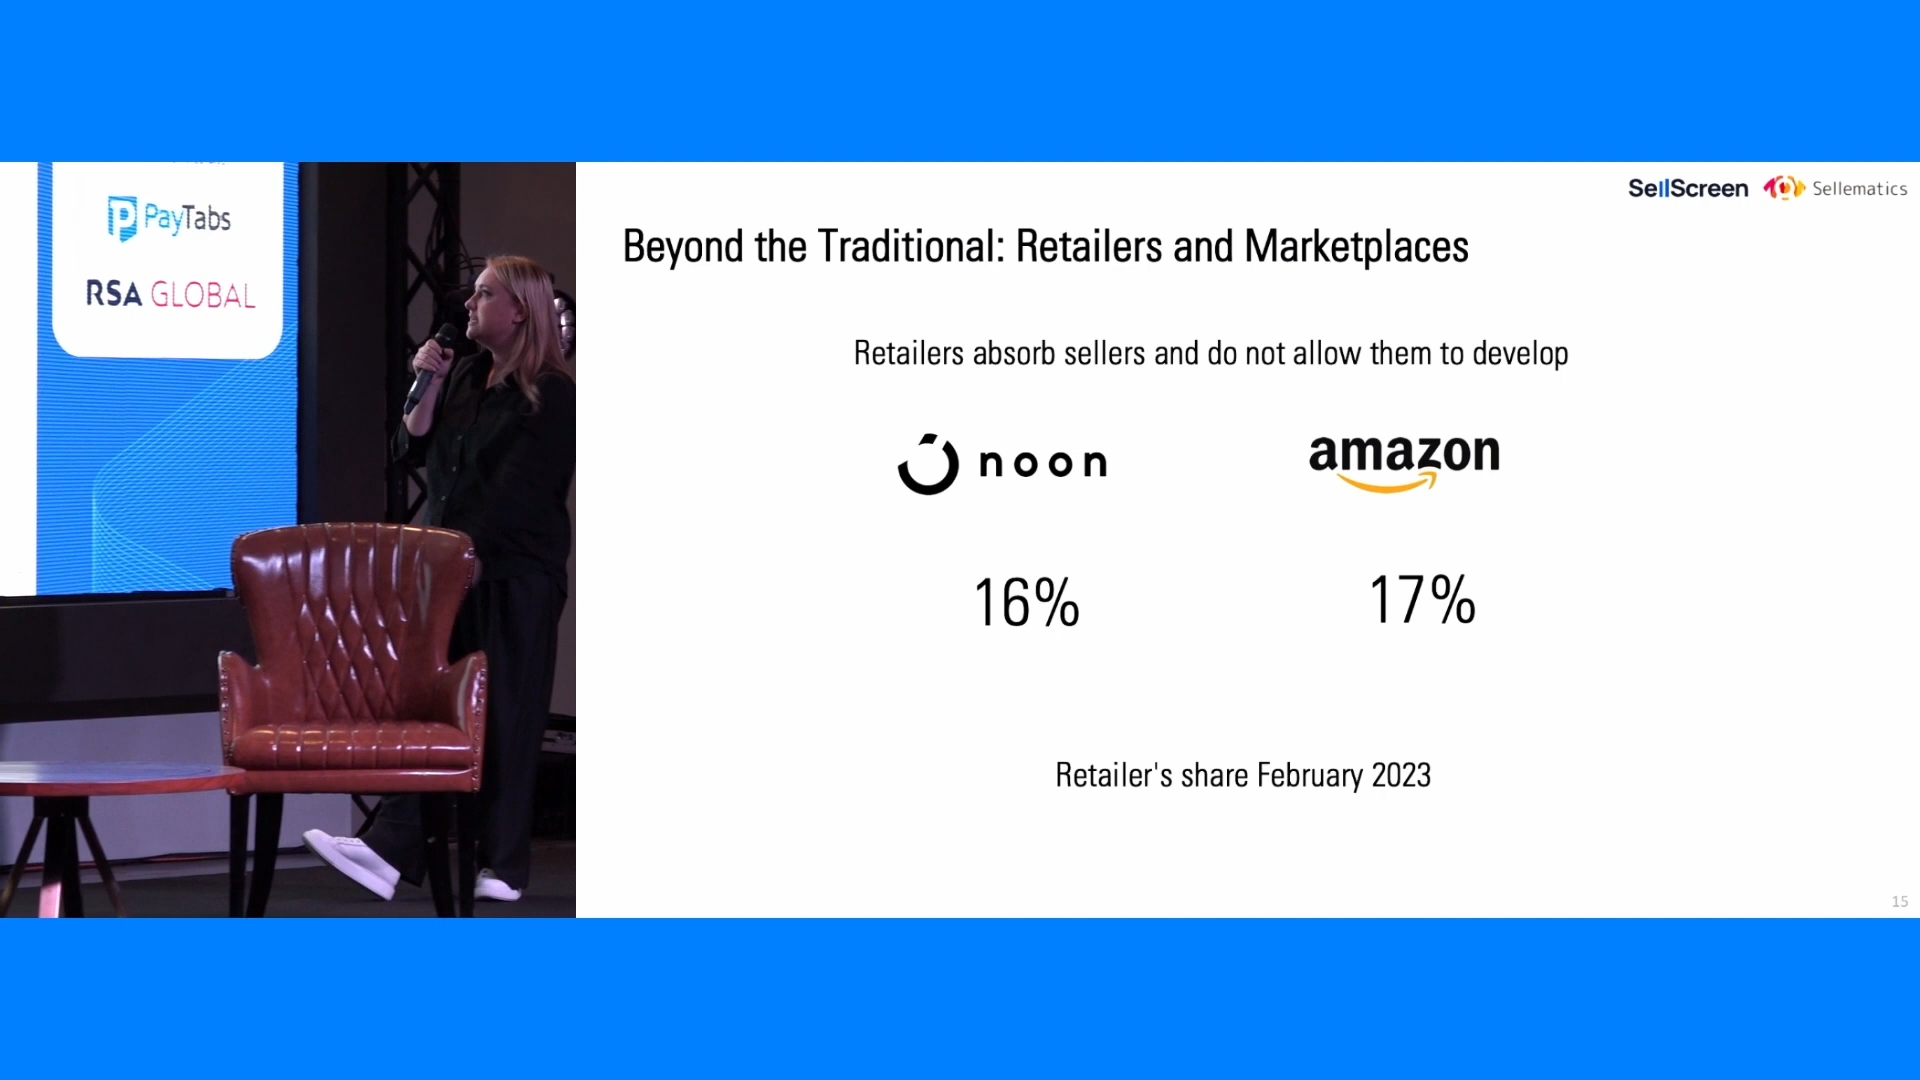 PayTabs
RSA GLOBAL
SellScreen Sellematics
Beyond the Traditional: Retailers and Marketplaces
Retailers absorb sellers and do not allow them to develop
noon amazon
16% 17%
Retailer's share February 2023
15